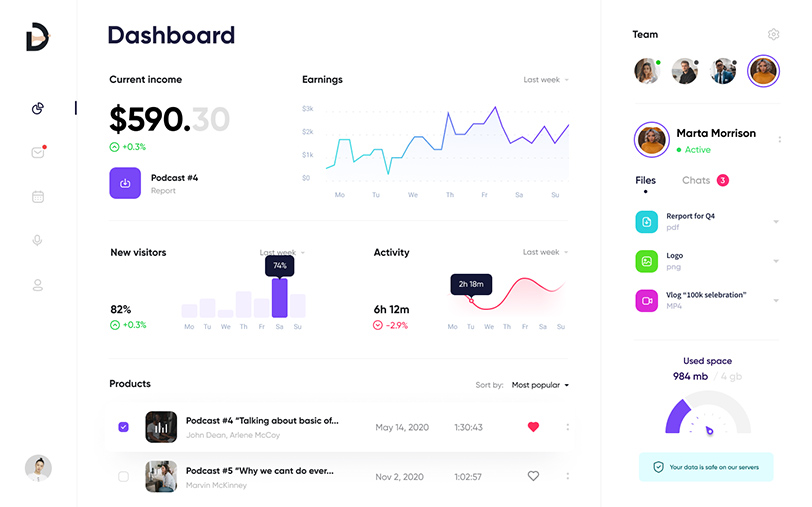 Dashboard
Current income
$590.30
+0.3%
Podcast #4
Report
Earnings
Last week
$3k
$2k
$1k
$0
Mo Tu We Th Fr Sa Su
New visitors
Last week
74%
82%
+0.3%
Mo Tu We Th Fr Sa Su
Activity
Last week
2h 18m
6h 12m
-2.9%
Mo Tu We Th Fr Sa Su
Products
Sort by: Most popular
Podcast #4 “Talking about basic of...
John Dean, Arlene McCoy
May 14, 2020
1:30:43
Podcast #5 “Why we cant do ever...
Marvin McKinney
Nov 2, 2020
1:02:57
Team
Marta Morrison
Active
Files
Chats 3
Rerport for Q4
pdf
Logo
png
Vlog “100k selebration”
MP4
Used space
984 mb / 4 gb
Your data is safe on our servers